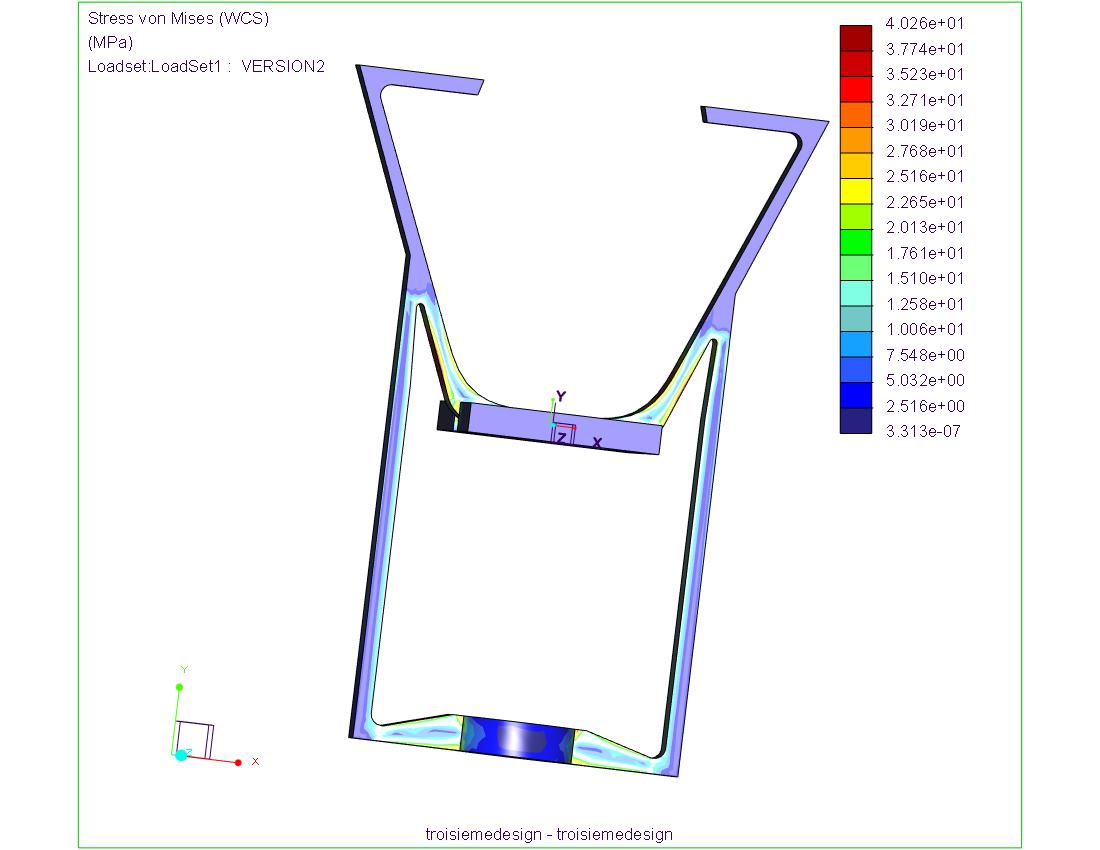 Stress von Mises (WCS)
(MPa)
Loadset:LoadSet1 : VERSION2
4.026e+01
3.774e+01
3.523e+01
3.271e+01
3.019e+01
2.768e+01
2.516e+01
2.265e+01
2.013e+01
1.761e+01
1.510e+01
1.258e+01
1.006e+01
7.548e+00
5.032e+00
2.516e+00
3.313e-07
Y
Z X
Y
Z
X
troisiemedesign - troisiemedesign